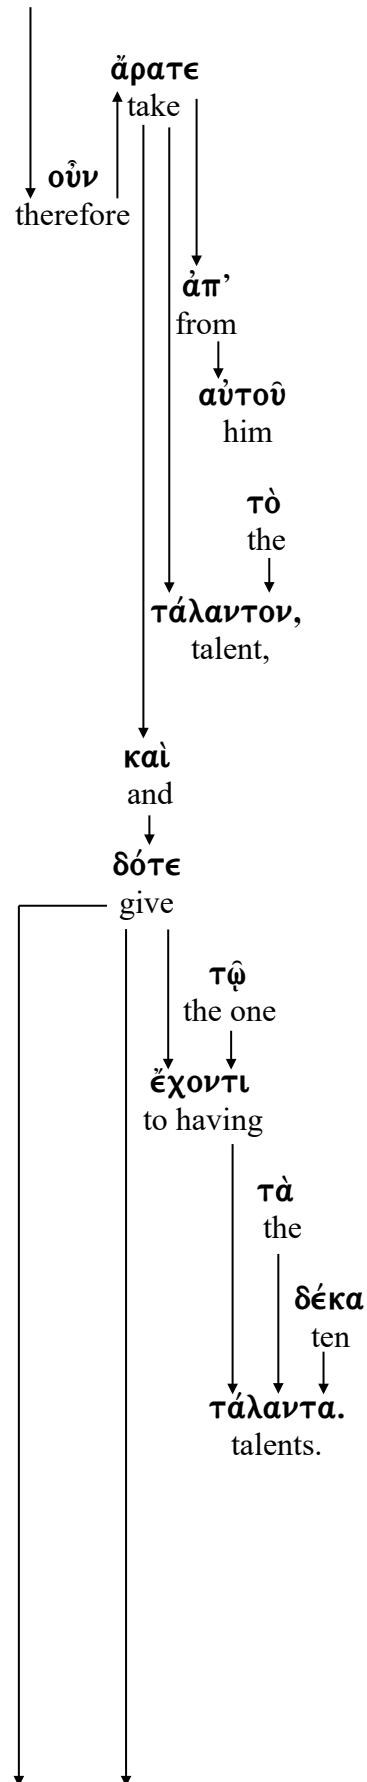 ἄρατε
take
οὖν
therefore
ἀπ’
from
αὐτοῦ
him
τὸ
the
τάλαντον,
talent,
καὶ
and
δότε
give
τῷ
the one
ἔχοντι
to having
τὰ
the
δέκα
ten
τάλαντα.
talents.